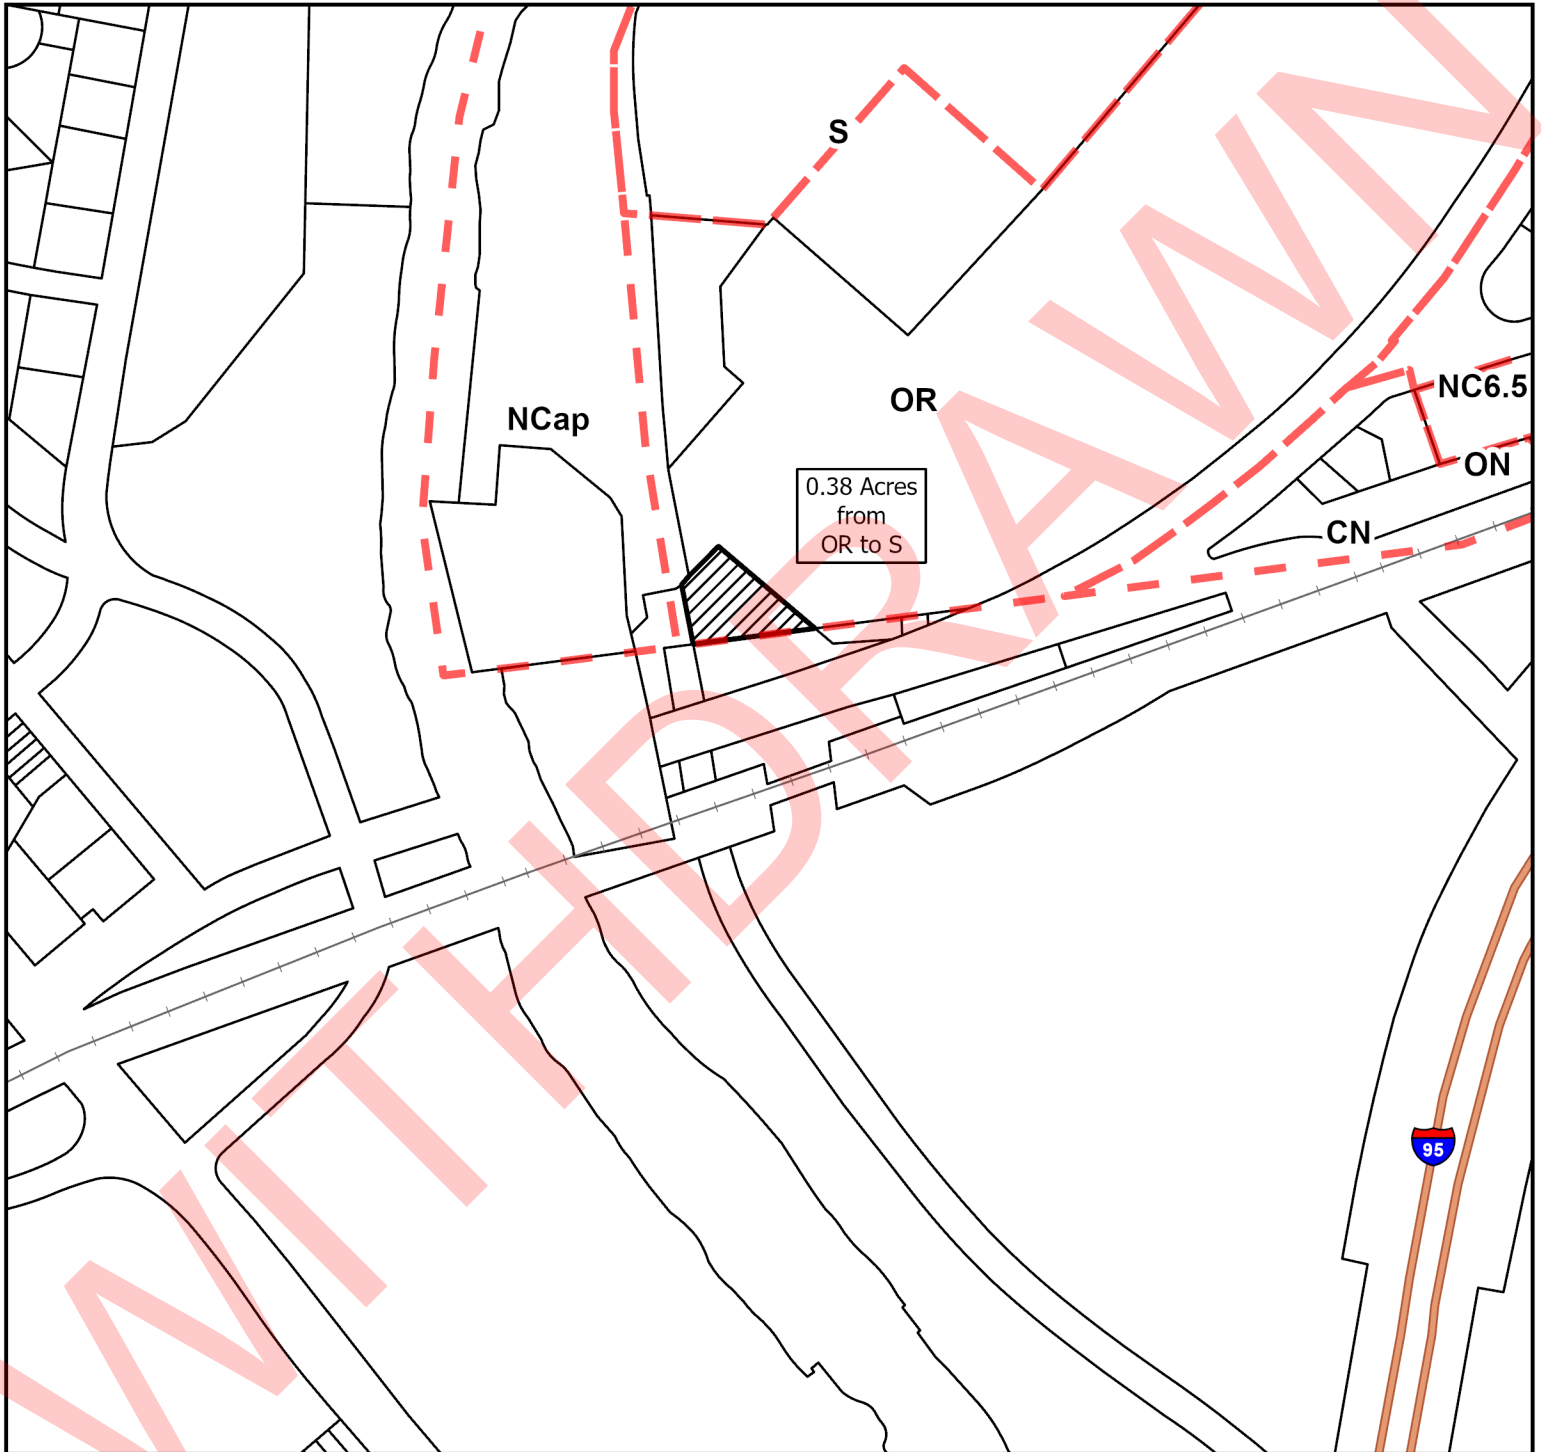 S
OR
NCap
NC6.5
ON
0.38 Acres
from
OR to S
CN
WITHDRAWN
95